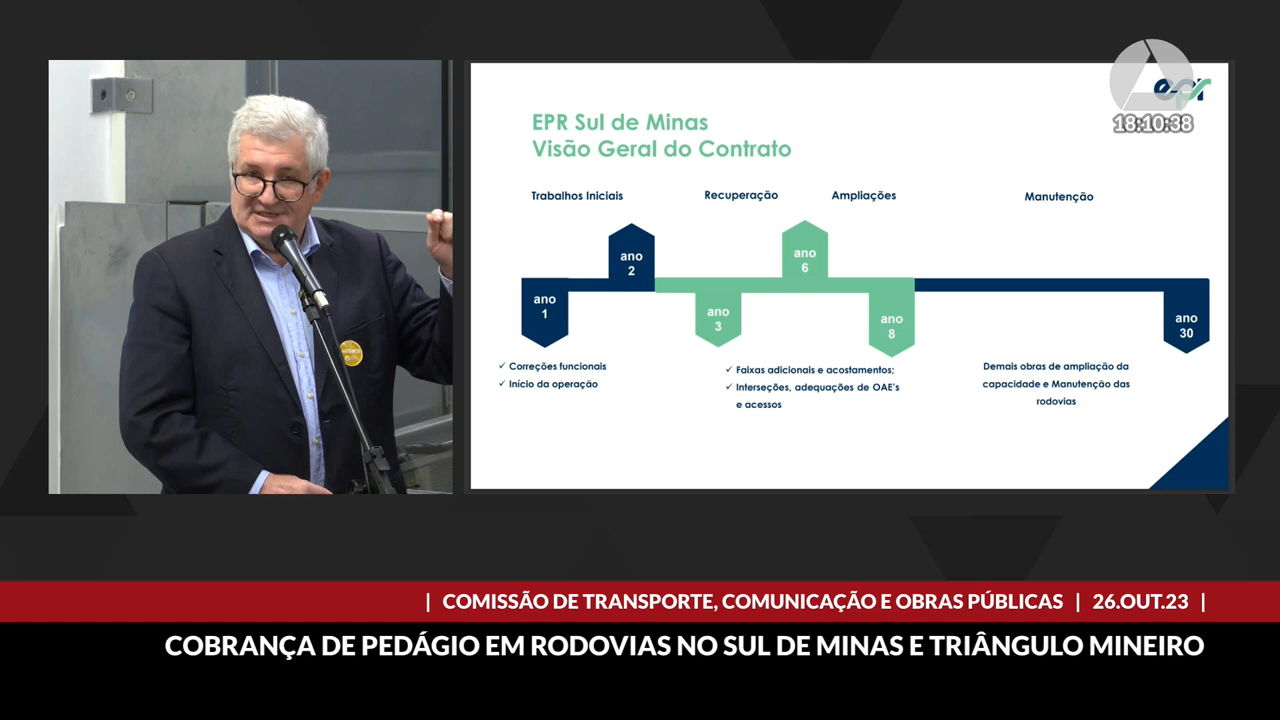 epr
18:10:38
EPR Sul de Minas
Visão Geral do Contrato
Trabalhos Iniciais
Recuperação
Ampliações
Manutenção
ano
1
ano
2
ano
3
ano
6
ano
8
ano
30
✓ Correções funcionais
✓ Início da operação
✓ Faixas adicionais e acostamentos;
✓ Interseções, adequações de OAE's
e acessos
Demais obras de ampliação da
capacidade e Manutenção das
rodovias
| COMISSÃO DE TRANSPORTE, COMUNICAÇÃO E OBRAS PÚBLICAS | 26.OUT.23 |
COBRANÇA DE PEDÁGIO EM RODOVIAS NO SUL DE MINAS E TRIÂNGULO MINEIRO